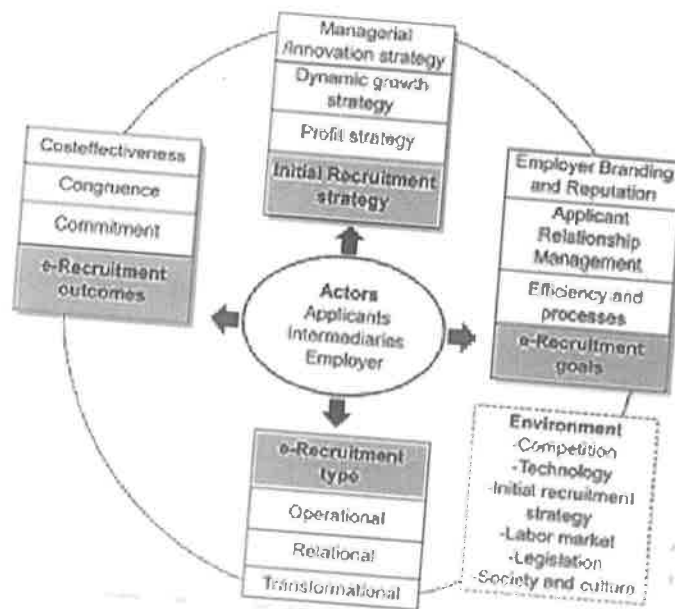 Managerial
/Innovation strategy
Dynamic growth
strategy
Profit strategy
Initial Recruitment
strategy
Costeffectiveness
Congruence
Commitment
e-Recruitment
outcomes
Employer Branding
and Reputation
Applicant
Relationship
Management
Efficiency and
processes
e-Recruitment
goals
Actors
Applicants
Intermediaries
Employer
e-Recruitment
type
Operational
Relational
Transformational
Environment
-Competition
-Technology
-Initial recruitment
strategy
-Labor market
-Legislation
-Society and culture